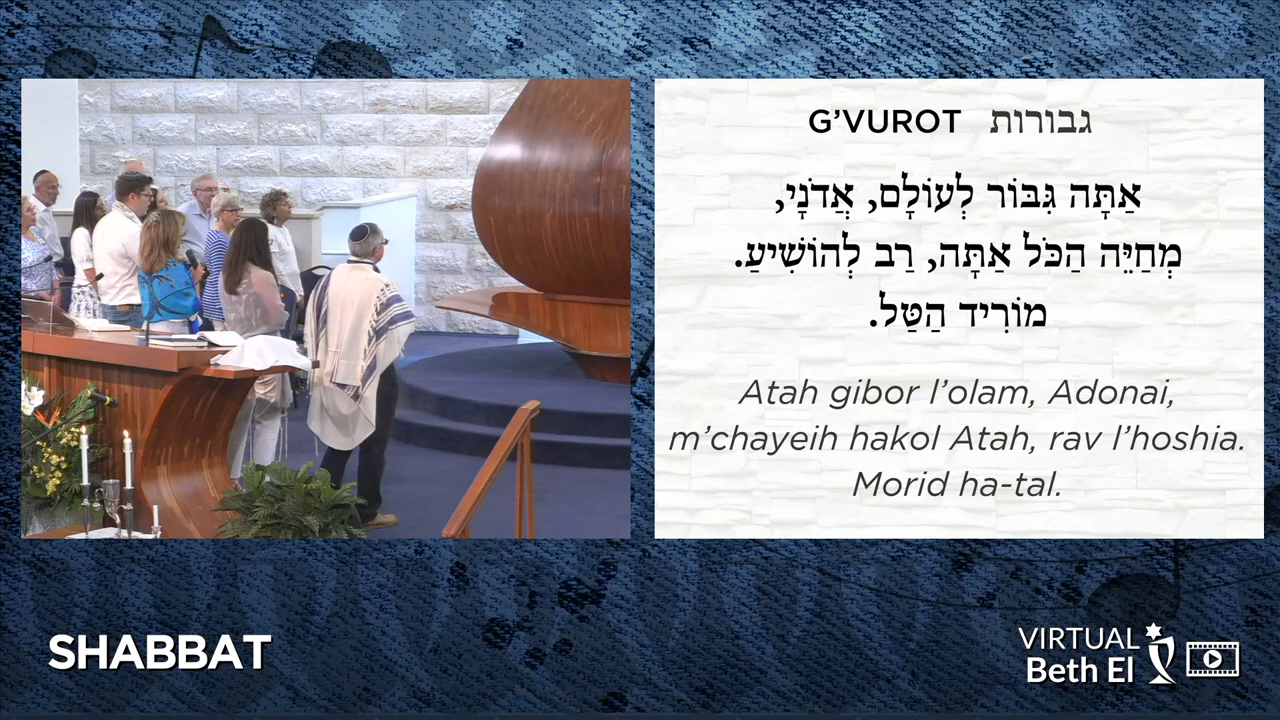 G'VUROT גבורות
אַתָּה גִּבּוֹר לְעוֹלָם, אֲדֹנָי,
מְחַיֵּה הַכֹּל אַתָּה, רַב לְהוֹשִׁיעַ.
מוֹרִיד הַטַּל.
Atah gibor l'olam, Adonai,
m'chayeih hakol Atah, rav l'hoshia.
Morid ha-tal.
SHABBAT
VIRTUAL
Beth El